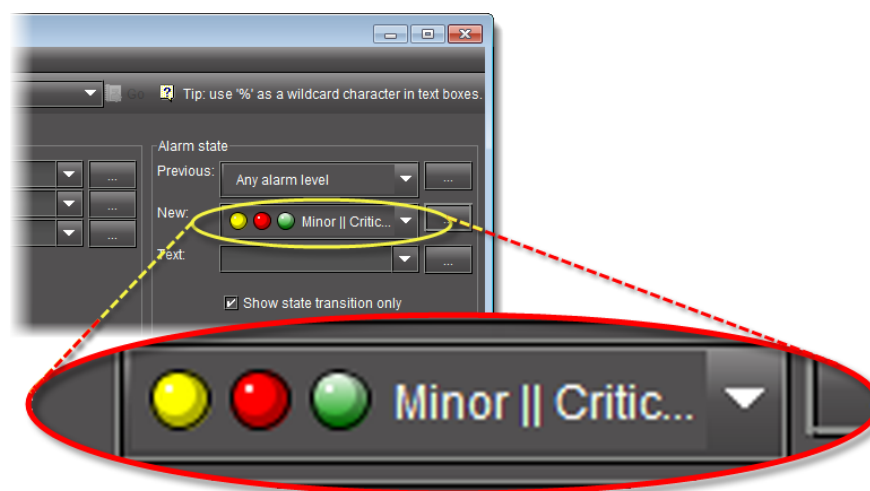 Go
Tip: use '%' as a wildcard character in text boxes.
Alarm state
Previous:
Any alarm level
...
...
New:
Minor || Critic...
...
...
Text:
...
...
Show state transition only
Minor || Critic...